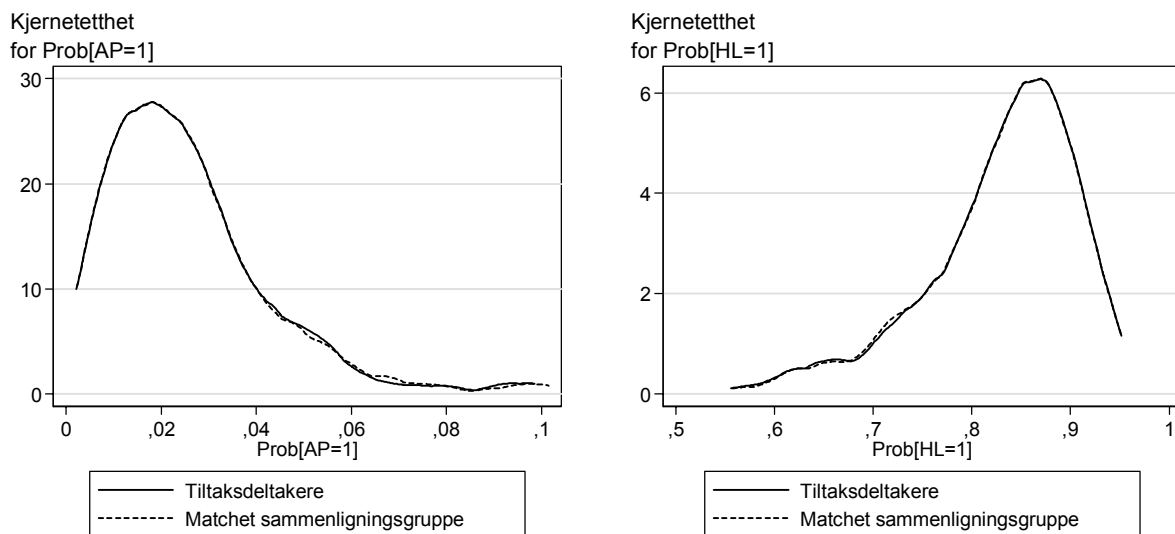 Kjernetetthet
for Prob[AP=1]
30
20
10
0
0 ,02 ,04 ,06 ,08 ,1
Prob[AP=1]
Tiltaksdeltakere
Matchet sammenligningsgruppe
Kjernetetthet
for Prob[HL=1]
6
4
2
0
,5 ,6 ,7 ,8 ,9 1
Prob[HL=1]
Tiltaksdeltakere
Matchet sammenligningsgruppe